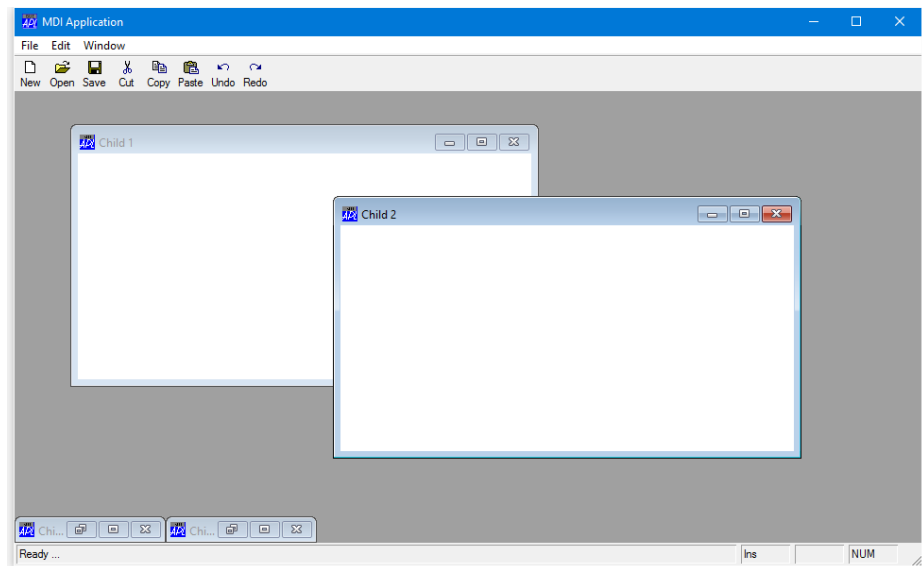 MDI Application
File Edit Window
New Open Save Cut Copy Paste Undo Redo
Child 1
Child 2
Chi... Chi...
Ready ... Ins NUM